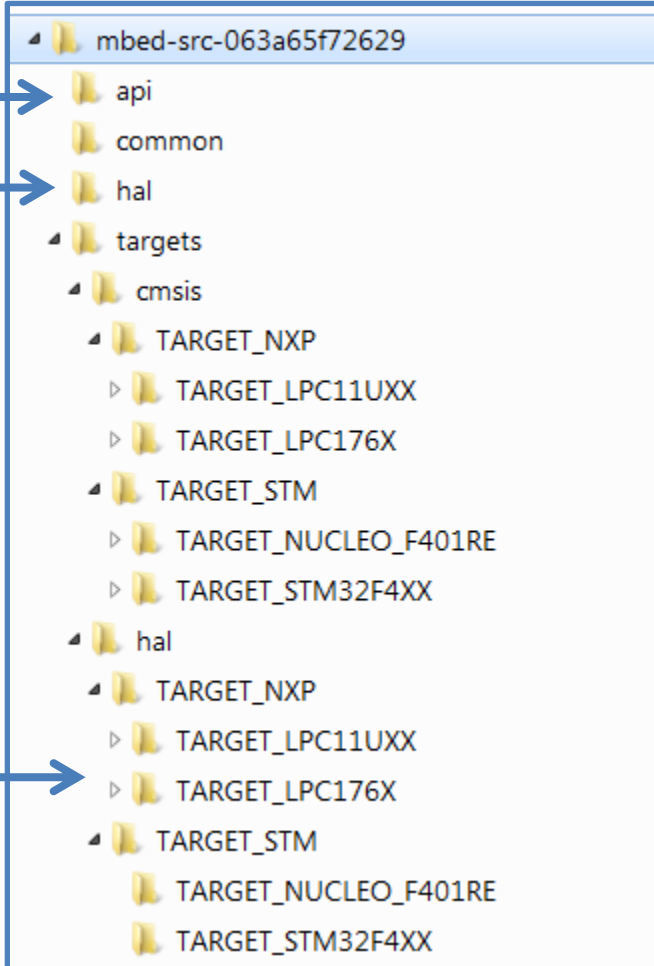 mbed-src-063a65f72629
api
common
hal
targets
cmsis
TARGET_NXP
TARGET_LPC11UXX
TARGET_LPC176X
TARGET_STM
TARGET_NUCLEO_F401RE
TARGET_STM32F4XX
hal
TARGET_NXP
TARGET_LPC11UXX
TARGET_LPC176X
TARGET_STM
TARGET_NUCLEO_F401RE
TARGET_STM32F4XX